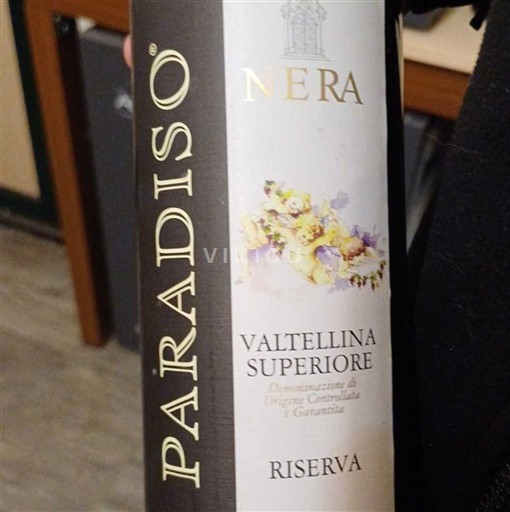 PARADISO®
NERA
VINICU
VALTELLINA
SUPERIORE
Denominazione di
Origine Controllata
e Garantita
RISERVA